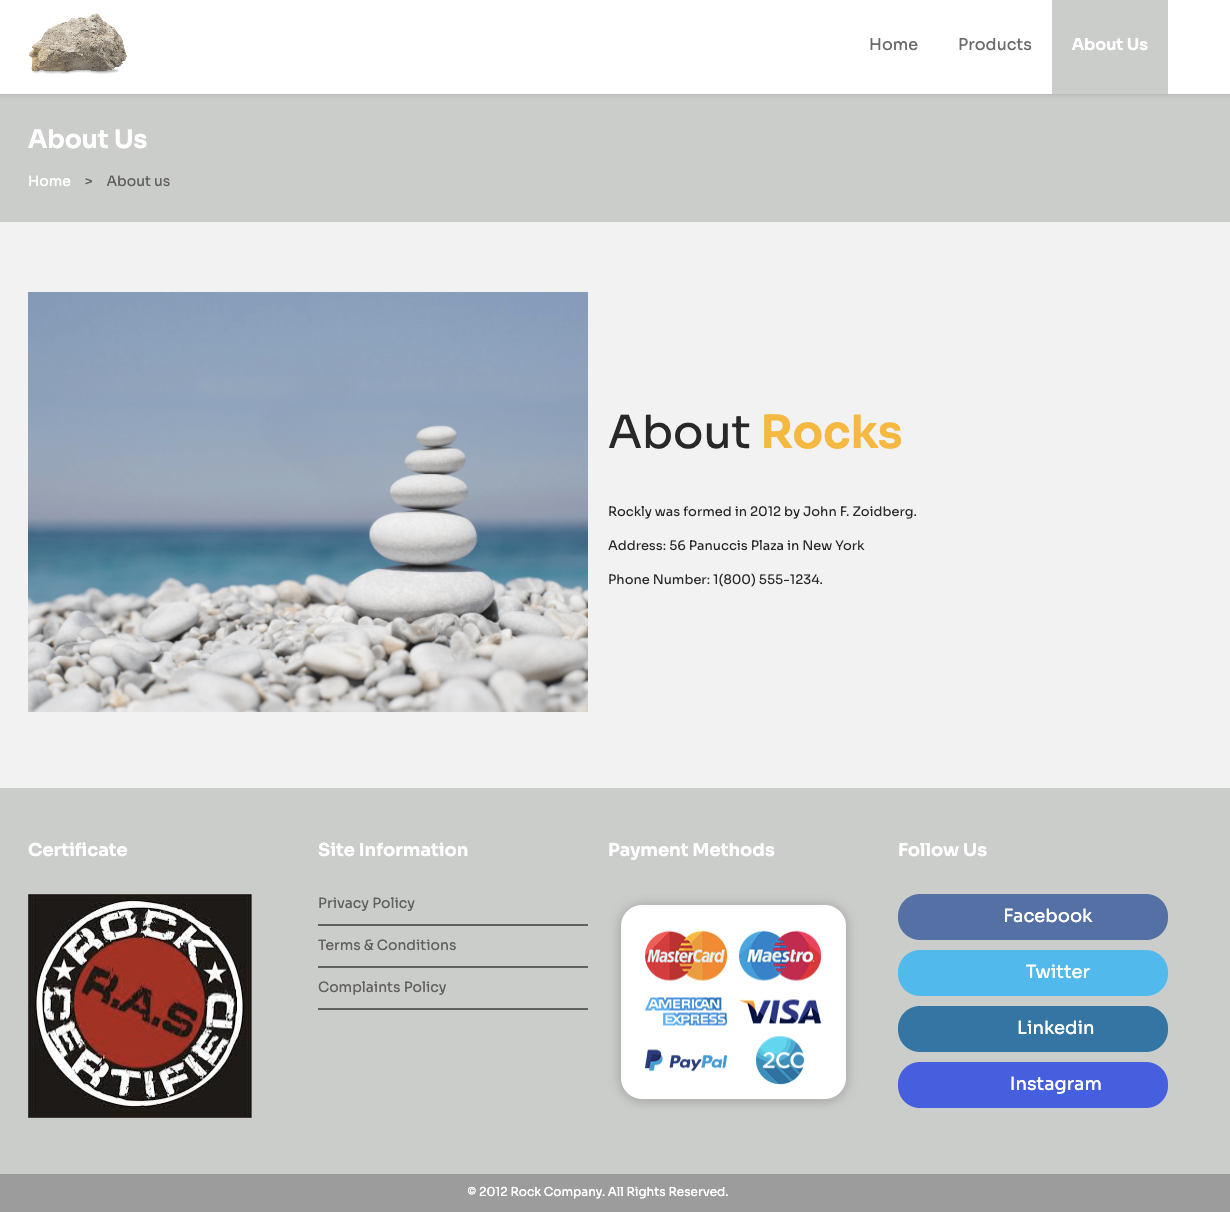 Home Products About Us
About Us
Home > About us
About Rocks
Rockly was formed in 2012 by John F. Zoidberg.
Address: 56 Panuccis Plaza in New York
Phone Number: 1(800) 555-1234.
Certificate
ROCK
R.A.S
CERTIFIED
Site Information
Privacy Policy
Terms & Conditions
Complaints Policy
Payment Methods
MasterCard Maestro
AMERICAN EXPRESS
VISA
PayPal 2CO
Follow Us
Facebook
Twitter
Linkedin
Instagram
© 2012 Rock Company. All Rights Reserved.